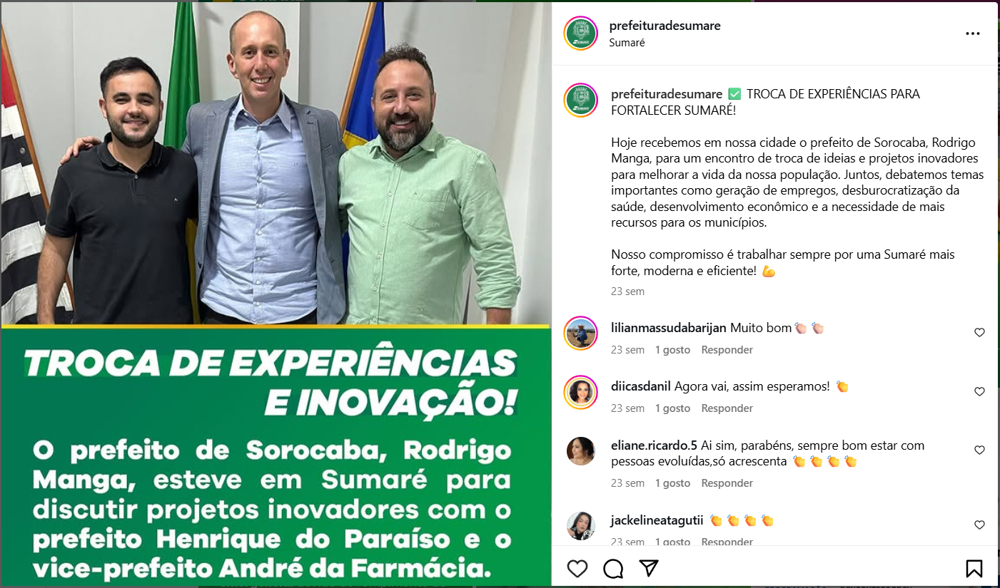 TROCA DE EXPERIÊNCIAS
E INOVAÇÃO!
O prefeito de Sorocaba, Rodrigo
Manga, esteve em Sumaré para
discutir projetos inovadores com o
prefeito Henrique do Paraíso e o
vice-prefeito André da Farmácia.
prefeituradesumare
Sumaré
prefeituradesumare ✅ TROCA DE EXPERIÊNCIAS PARA
FORTALECER SUMARÉ!
Hoje recebemos em nossa cidade o prefeito de Sorocaba, Rodrigo
Manga, para um encontro de troca de ideias e projetos inovadores
para melhorar a vida da nossa população. Juntos, debatemos temas
importantes como geração de empregos, desburocratização da
saúde, desenvolvimento econômico e a necessidade de mais
recursos para os municípios.
Nosso compromisso é trabalhar sempre por uma Sumaré mais
forte, moderna e eficiente! 💪
23 sem
lilianmassudabarijan Muito bom👏🏻 👏🏻
23 sem 1 gosto Responder
diicasdanil Agora vai, assim esperamos! 👏
23 sem 1 gosto Responder
eliane.ricardo.5 Ai sim, parabéns, sempre bom estar com
pessoas evoluídas,só acrescenta 👏 👏 👏 👏
23 sem 1 gosto Responder
jackelineatagutii 👏 👏 👏 👏
23 sem 1 gosto Responder